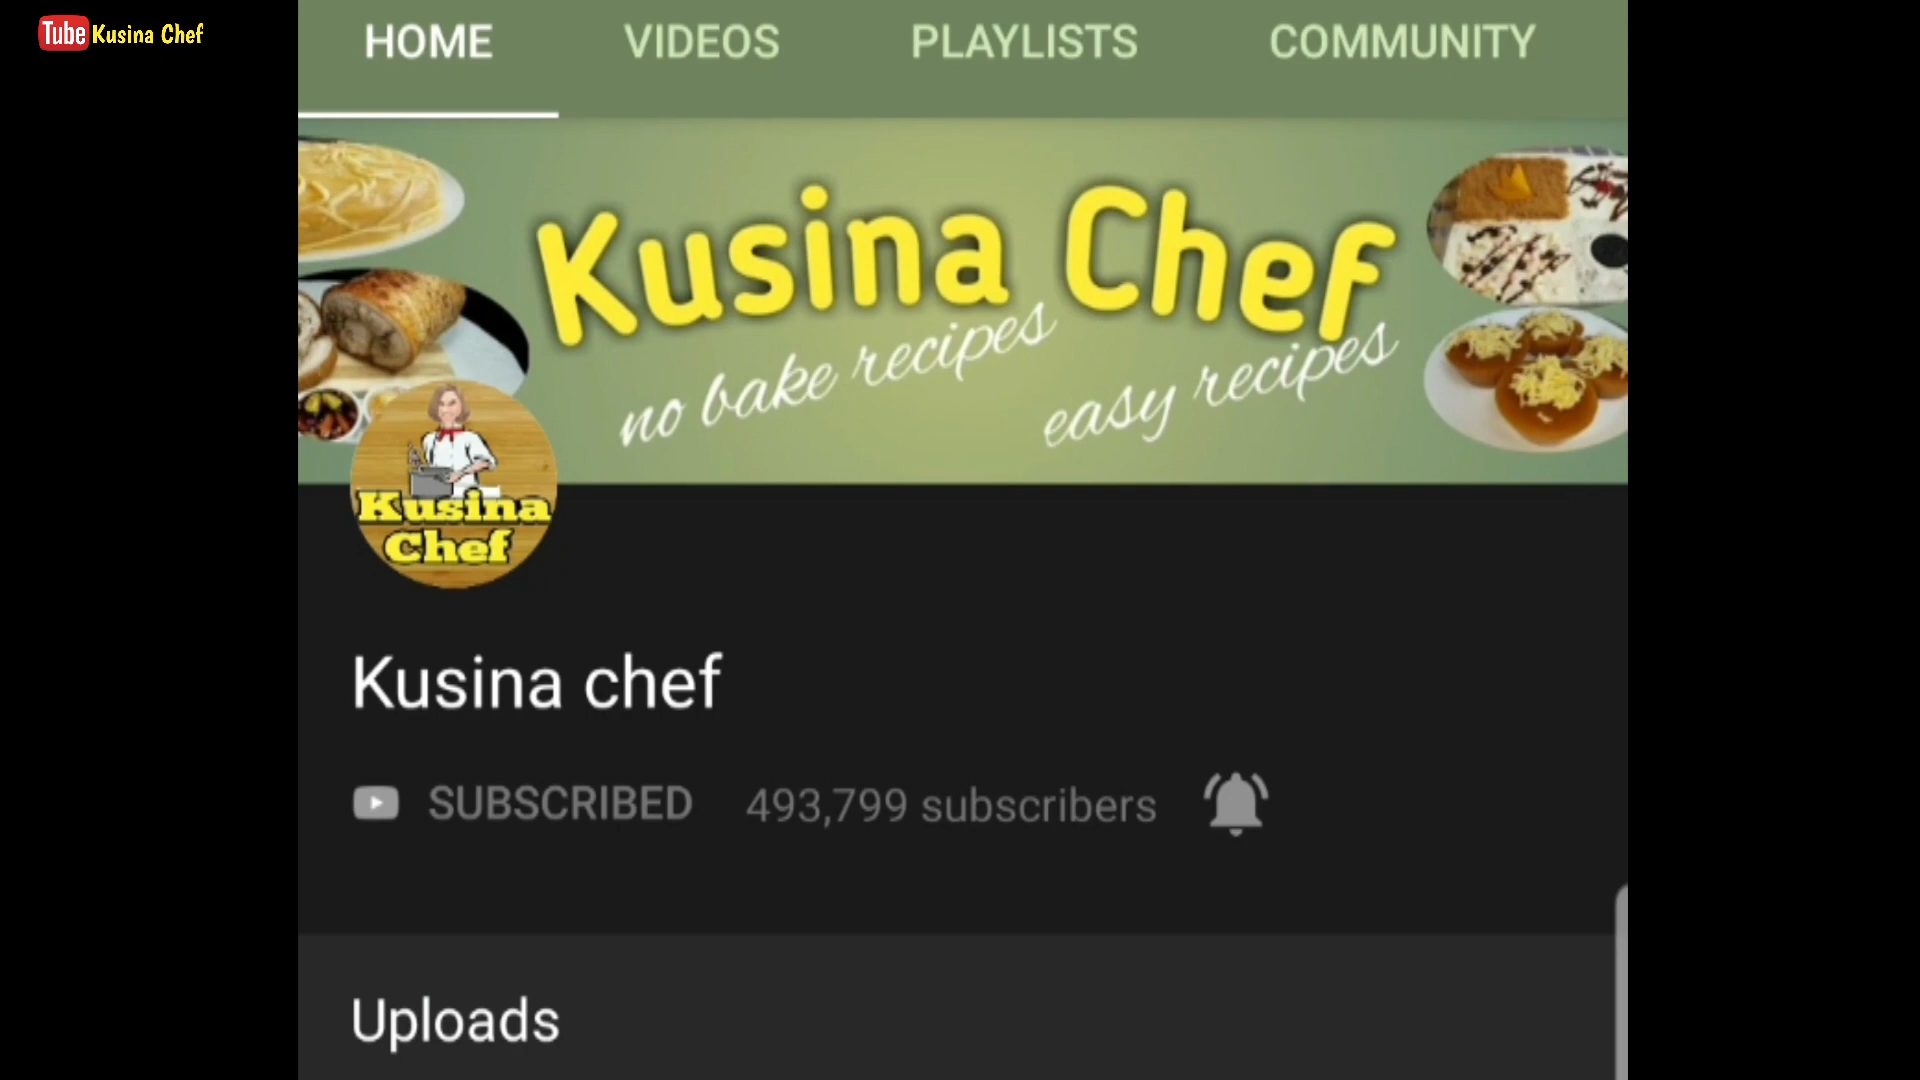 Tube Kusina Chef
HOME VIDEOS PLAYLISTS COMMUNITY
Kusina Chef
no bake recipes
easy recipes
Kusina
Chef
Kusina chef
SUBSCRIBED 493,799 subscribers
Uploads